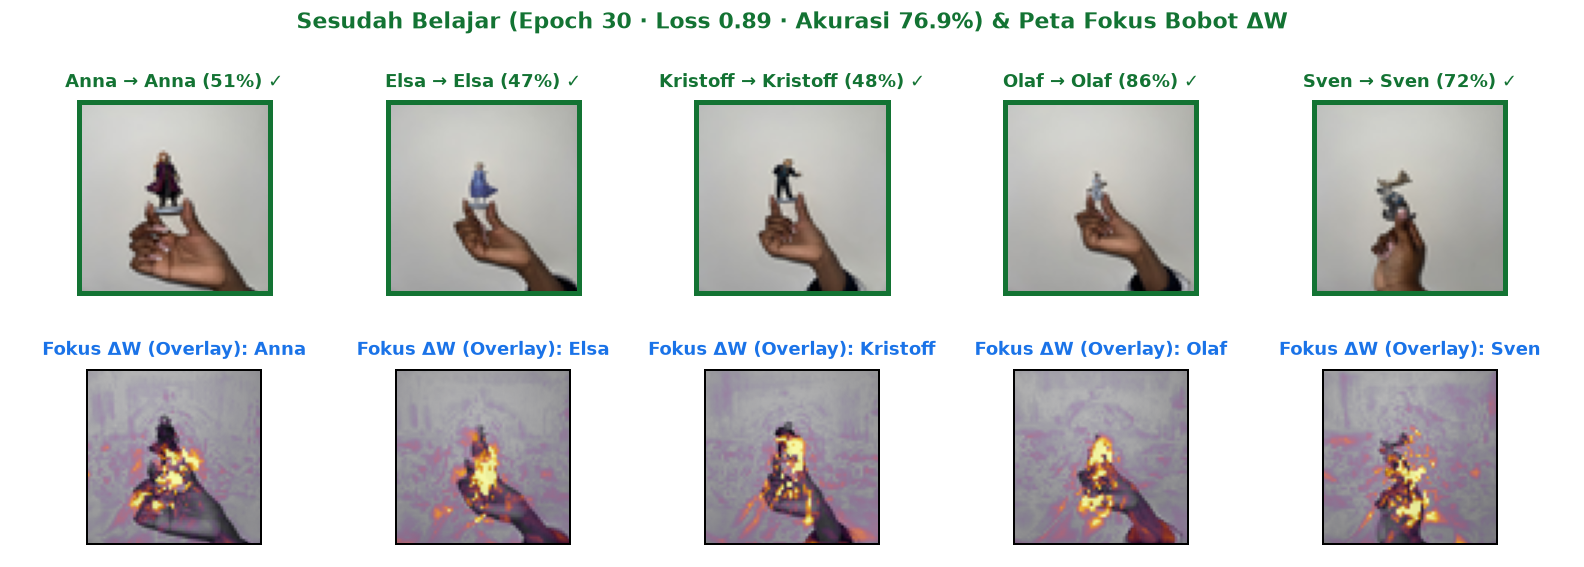 Sesudah Belajar (Epoch 30 · Loss 0.89 · Akurasi 76.9%) & Peta Fokus Bobot ΔW
Anna → Anna (51%) ✓
Elsa → Elsa (47%) ✓
Kristoff → Kristoff (48%) ✓
Olaf → Olaf (86%) ✓
Sven → Sven (72%) ✓
Fokus ΔW (Overlay): Anna
Fokus ΔW (Overlay): Elsa
Fokus ΔW (Overlay): Kristoff
Fokus ΔW (Overlay): Olaf
Fokus ΔW (Overlay): Sven